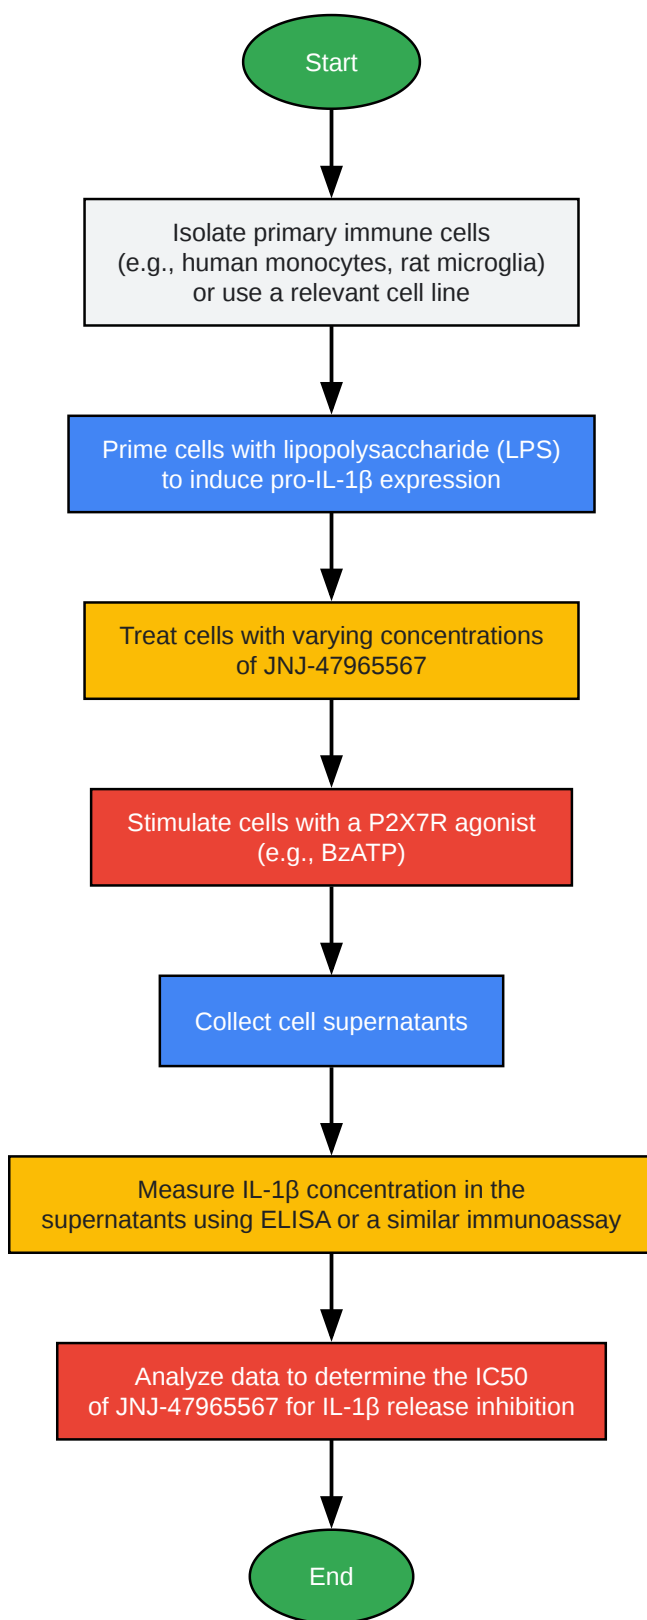 Start
Isolate primary immune cells
(e.g., human monocytes, rat microglia)
or use a relevant cell line
Prime cells with lipopolysaccharide (LPS)
to induce pro-IL-1β expression
Treat cells with varying concentrations
of JNJ-47965567
Stimulate cells with a P2X7R agonist
(e.g., BzATP)
Collect cell supernatants
Measure IL-1β concentration in the
supernatants using ELISA or a similar immunoassay
Analyze data to determine the IC50
of JNJ-47965567 for IL-1β release inhibition
End